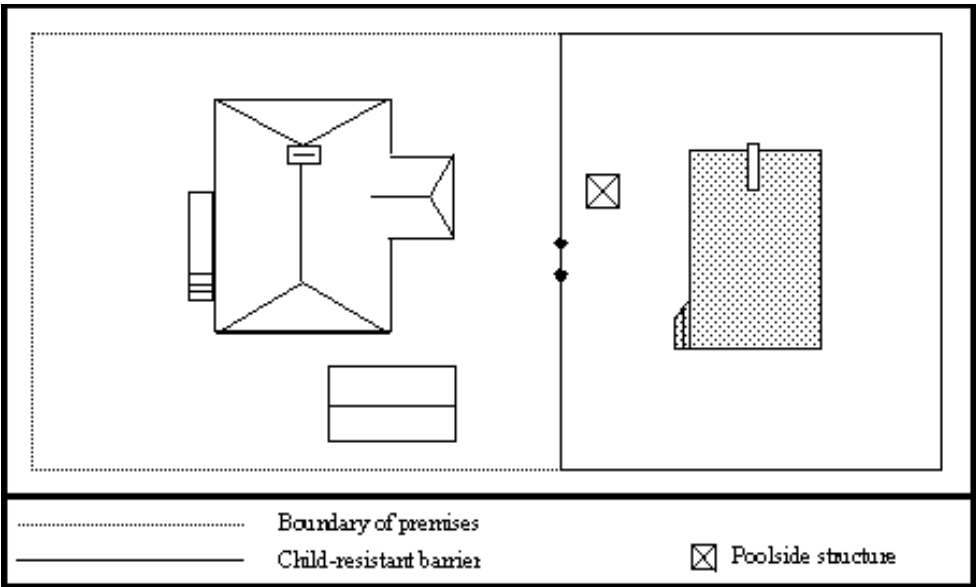 Boundary of premises
Child-resistant barrier
Poolside structure